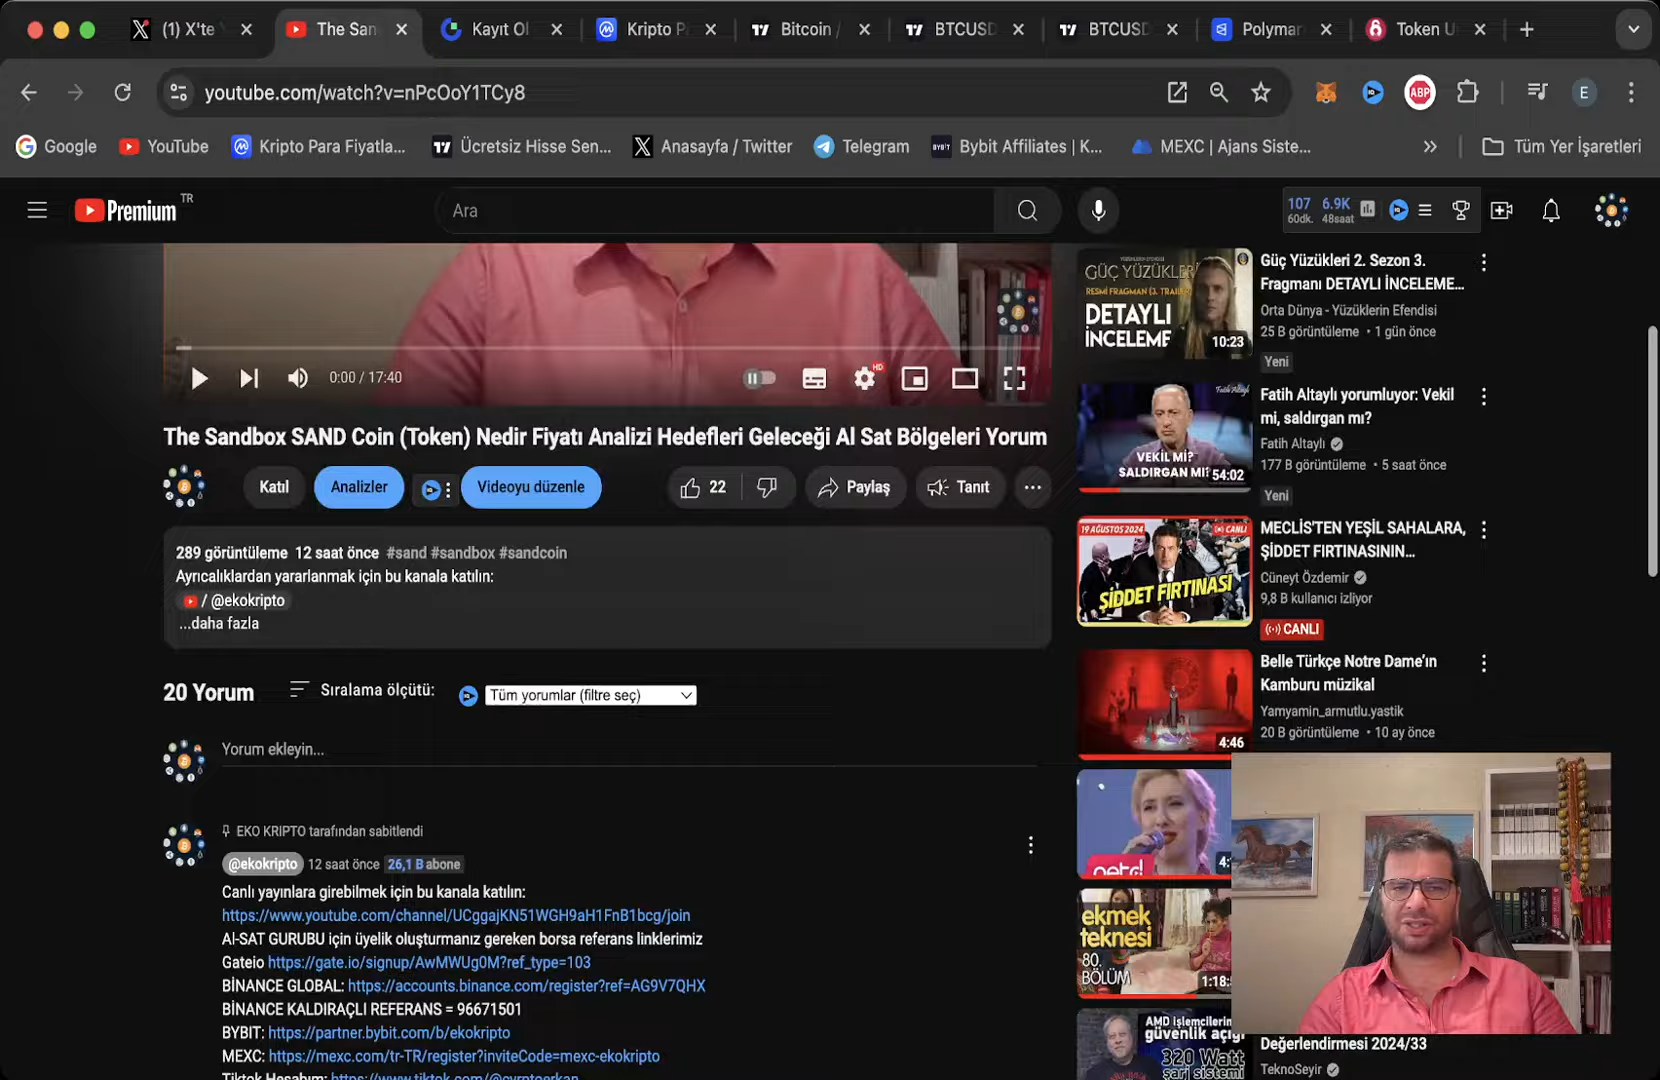 (1) X'te
The San
Kayıt Ol
Kripto P
Bitcoin /
BTCUSD
BTCUSD
Polymar
Token U
youtube.com/watch?v=nPcOoY1TCy8
ABP
E
Google
YouTube
Kripto Para Fiyatla...
Ücretsiz Hisse Sen...
Anasayfa / Twitter
Telegram
Bybit Affiliates | K...
MEXC | Ajans Siste...
Tüm Yer İşaretleri
Premium TR
Ara
107 6.9K
60dk. 48saat
0:00 / 17:40
HD
The Sandbox SAND Coin (Token) Nedir Fiyatı Analizi Hedefleri Geleceği Al Sat Bölgeleri Yorum
Katıl
Analizler
Videoyu düzenle
22
Paylaş
Tanıt
289 görüntüleme 12 saat önce #sand #sandbox #sandcoin
Ayrıcalıklardan yararlanmak için bu kanala katılın:
/ @ekokripto
...daha fazla
20 Yorum
Sıralama ölçütü:
Tüm yorumlar (filtre seç)
Yorum ekleyin...
EKO KRIPTO tarafından sabitlendi
@ekokripto 12 saat önce 26,1 B abone
Canlı yayınlara girebilmek için bu kanala katılın:
https://www.youtube.com/channel/UCggajKN51WGH9aH1FnB1bcg/join
Al-SAT GURUBU için üyelik oluşturmanız gereken borsa referans linklerimiz
Gateio https://gate.io/signup/AwMWUg0M?ref_type=103
BİNANCE GLOBAL: https://accounts.binance.com/register?ref=AG9V7QHX
BİNANCE KALDIRAÇLI REFERANS = 96671501
BYBIT: https://partner.bybit.com/b/ekokripto
MEXC: https://mexc.com/tr-TR/register?inviteCode=mexc-ekokripto
Tiktok Hesabım: https://www.tiktok.com/@cyrptoerkan
GÜÇ YÜZÜKLERİ
RESMİ FRAGMAN (3. TRAILER)
DETAYLI
İNCELEME
10:23
Güç Yüzükleri 2. Sezon 3.
Fragmanı DETAYLI İNCELEME...
Orta Dünya - Yüzüklerin Efendisi
25 B görüntüleme • 1 gün önce
Yeni
Fatih Altaylı
VEKİL Mİ?
SALDIRGAN MI?
54:02
Fatih Altaylı yorumluyor: Vekil
mi, saldırgan mı?
Fatih Altaylı
177 B görüntüleme • 5 saat önce
Yeni
19 AĞUSTOS 2024
CANLI
ŞİDDET FIRTINASI
MECLİS'TEN YEŞİL SAHALARA,
ŞİDDET FIRTINASININ...
Cüneyt Özdemir
9,8 B kullanıcı izliyor
CANLI
4:46
Belle Türkçe Notre Dame'ın
Kamburu müzikal
Yamyamin_armutlu.yastik
20 B görüntüleme • 10 ay önce
ekmek
teknesi
80.
BÖLÜM
1:18:
AMD işlemcilerin
güvenlik açığı
320 Watt
şarj sistemi
Değerlendirmesi 2024/33
TeknoSeyir